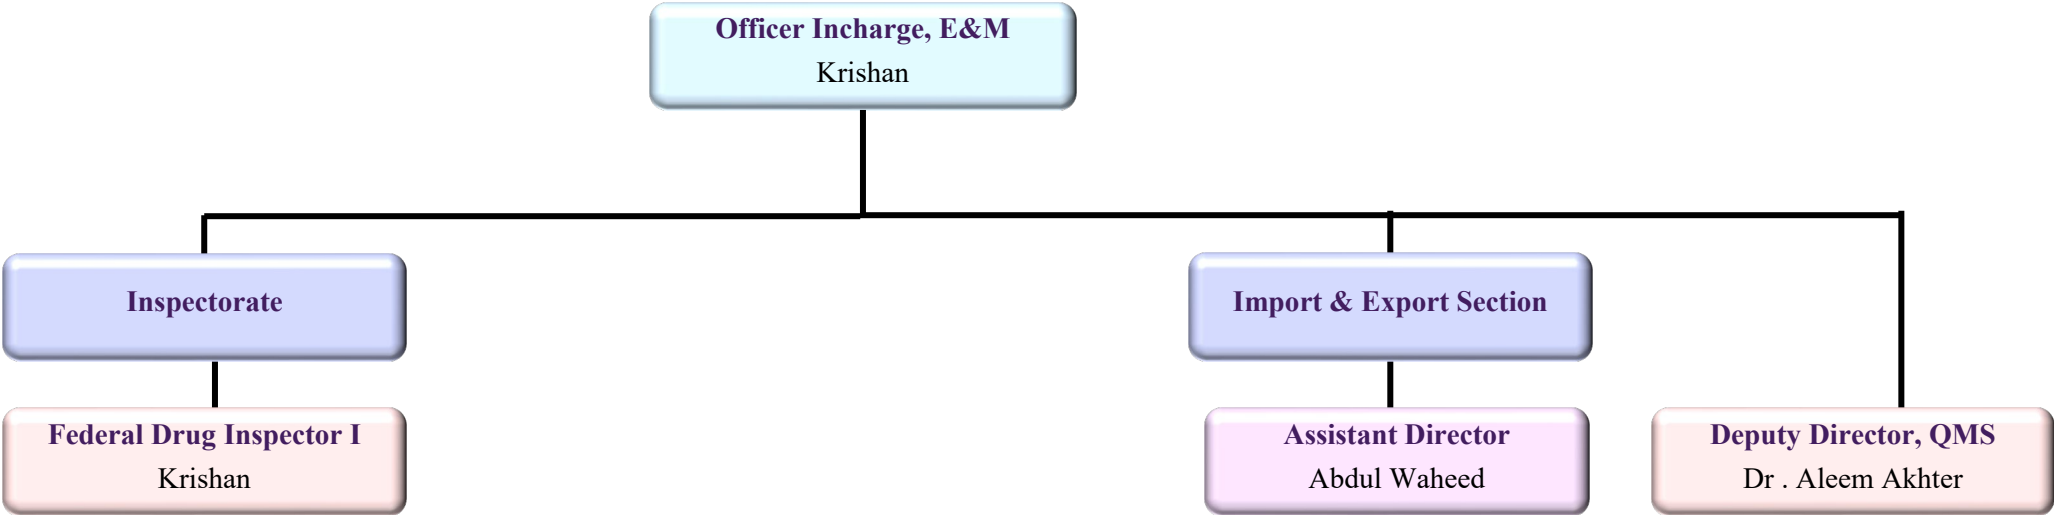 Officer Incharge, E&M
Krishan
Inspectorate
Import & Export Section
Federal Drug Inspector I
Krishan
Assistant Director
Abdul Waheed
Deputy Director, QMS
Dr . Aleem Akhter